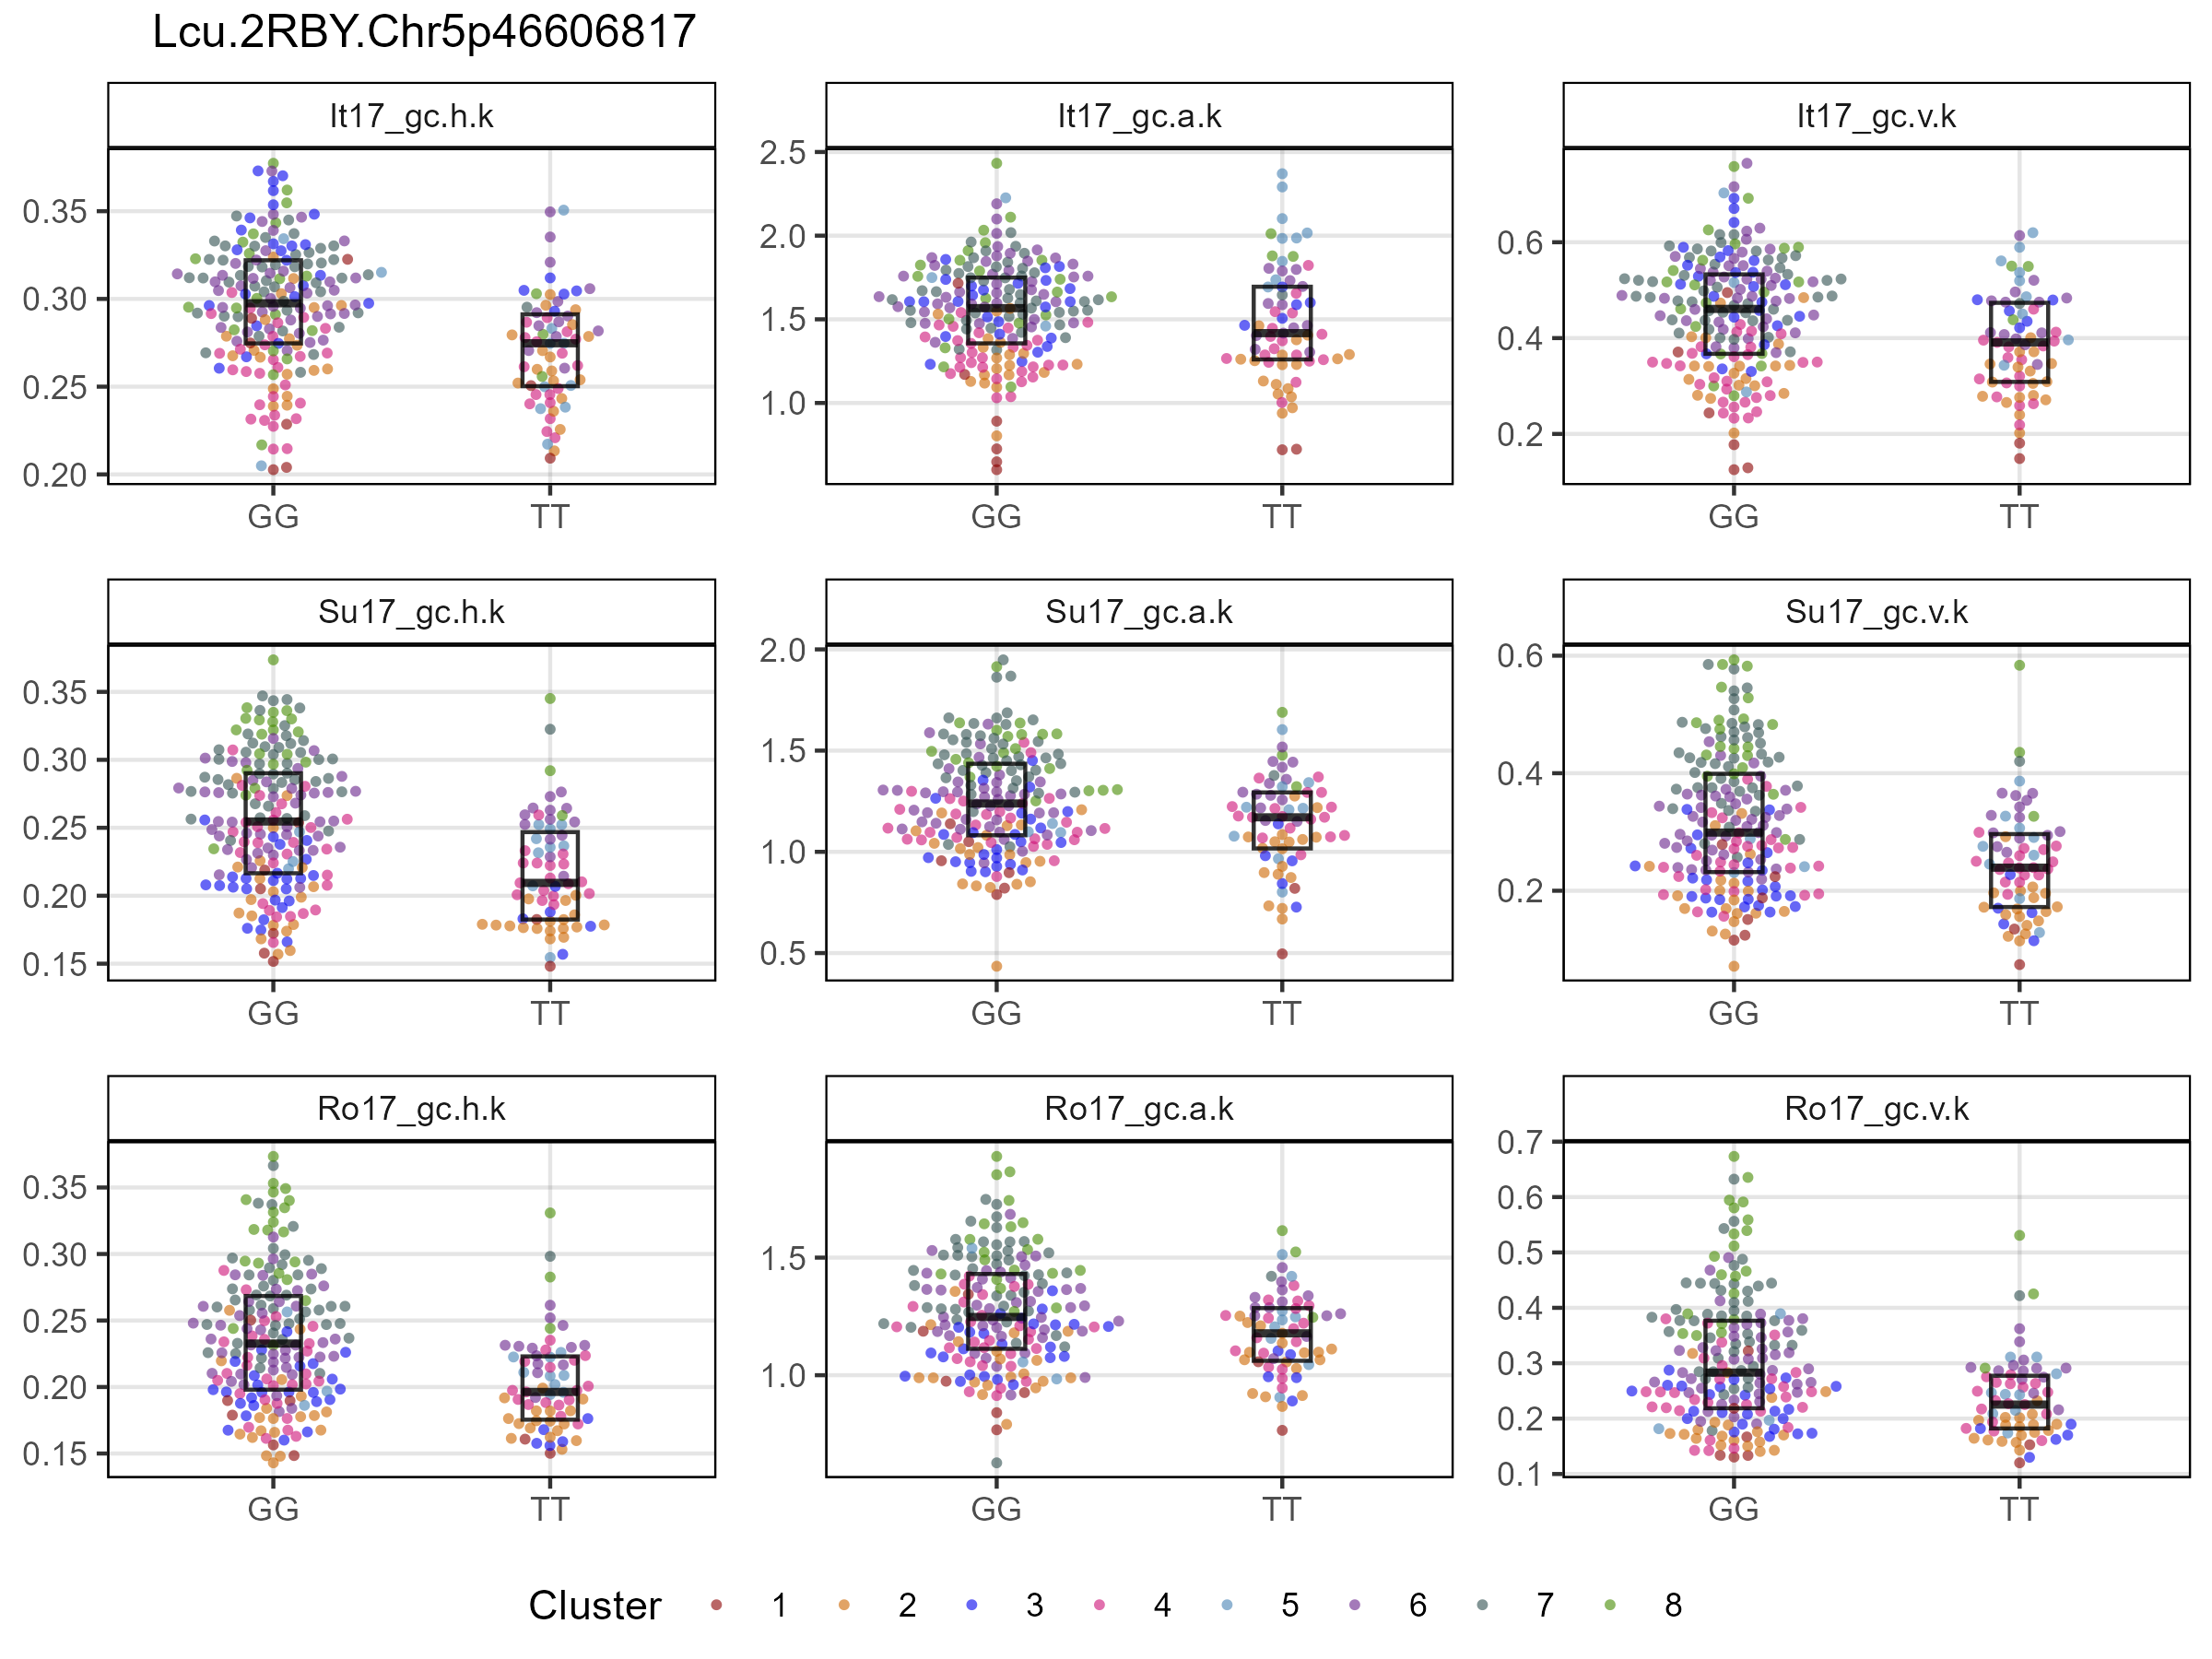 Lcu.2RBY.Chr5p46606817
It17_gc.h.k
It17_gc.a.k
It17_gc.v.k
0.35
0.30
0.25
0.20
GG
TT
2.5
2.0
1.5
1.0
GG
TT
0.6
0.4
0.2
GG
TT
Su17_gc.h.k
Su17_gc.a.k
Su17_gc.v.k
0.35
0.30
0.25
0.20
0.15
GG
TT
2.0
1.5
1.0
0.5
GG
TT
0.6
0.4
0.2
GG
TT
Ro17_gc.h.k
Ro17_gc.a.k
Ro17_gc.v.k
0.35
0.30
0.25
0.20
0.15
GG
TT
1.5
1.0
GG
TT
0.7
0.6
0.5
0.4
0.3
0.2
0.1
GG
TT
Cluster 1 2 3 4 5 6 7 8